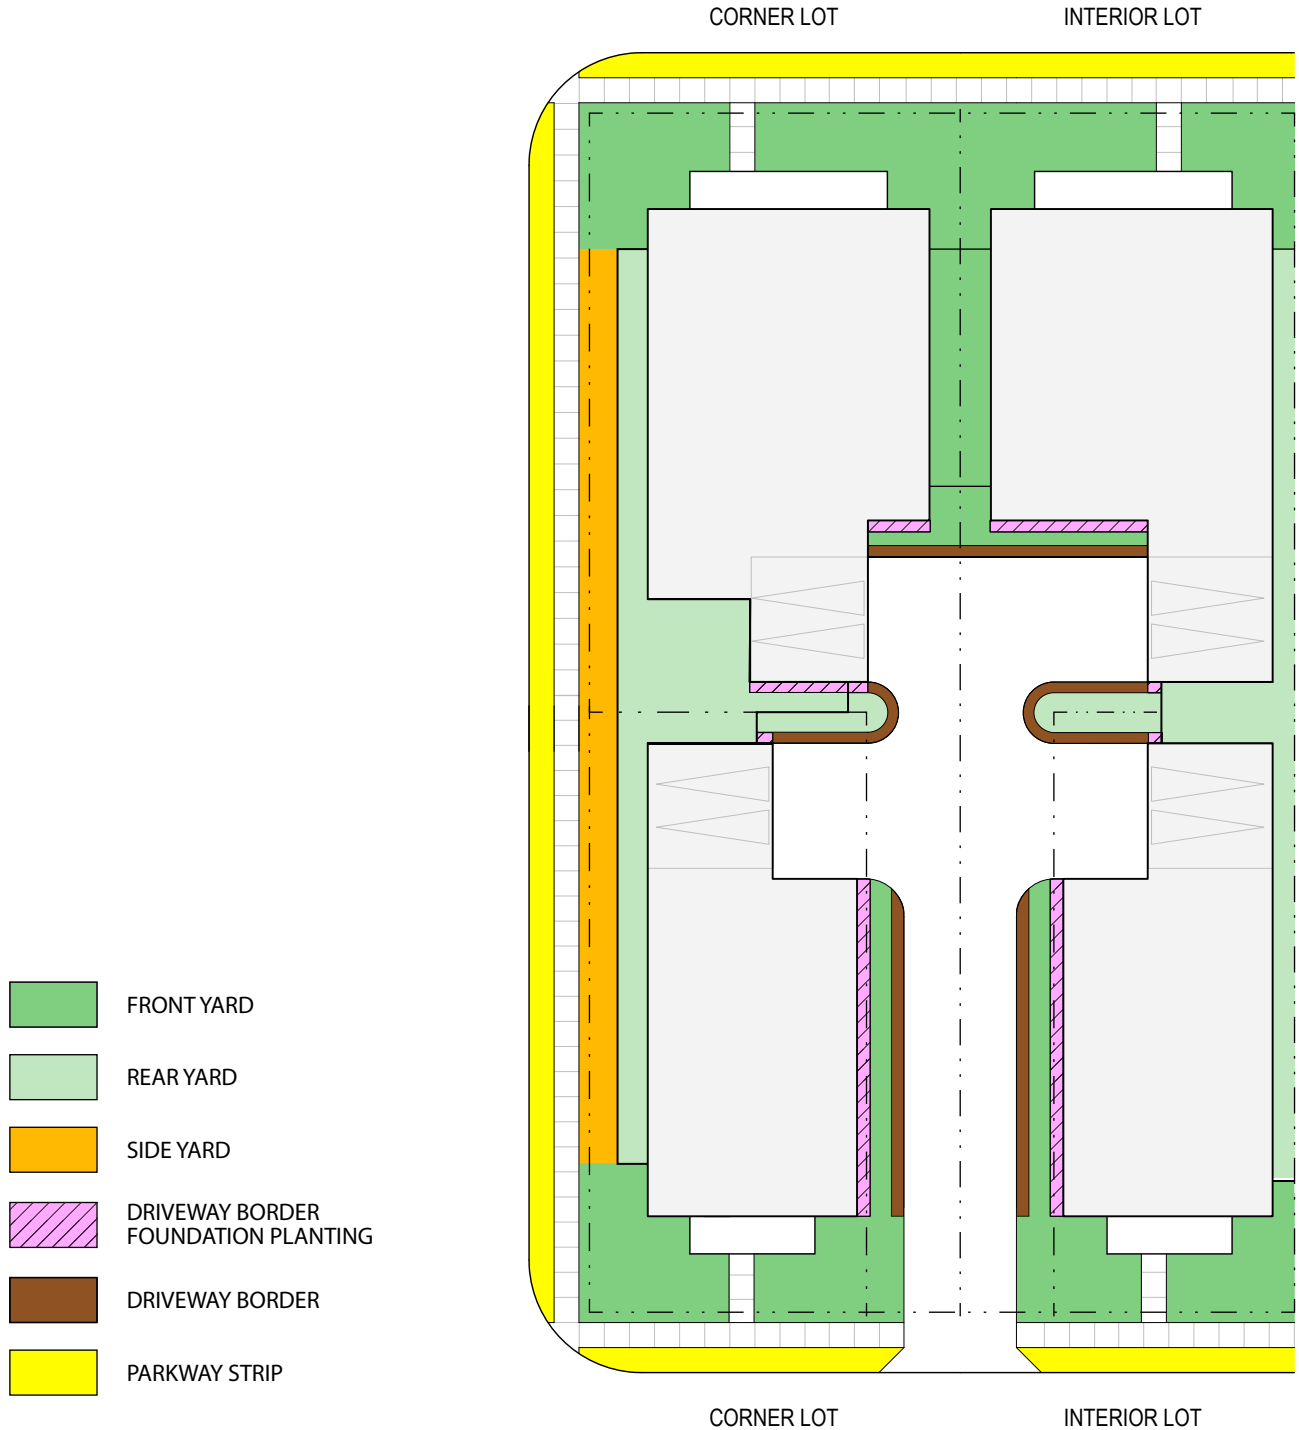 CORNER LOT
INTERIOR LOT
FRONT YARD
REAR YARD
SIDE YARD
DRIVEWAY BORDER
FOUNDATION PLANTING
DRIVEWAY BORDER
PARKWAY STRIP
CORNER LOT
INTERIOR LOT